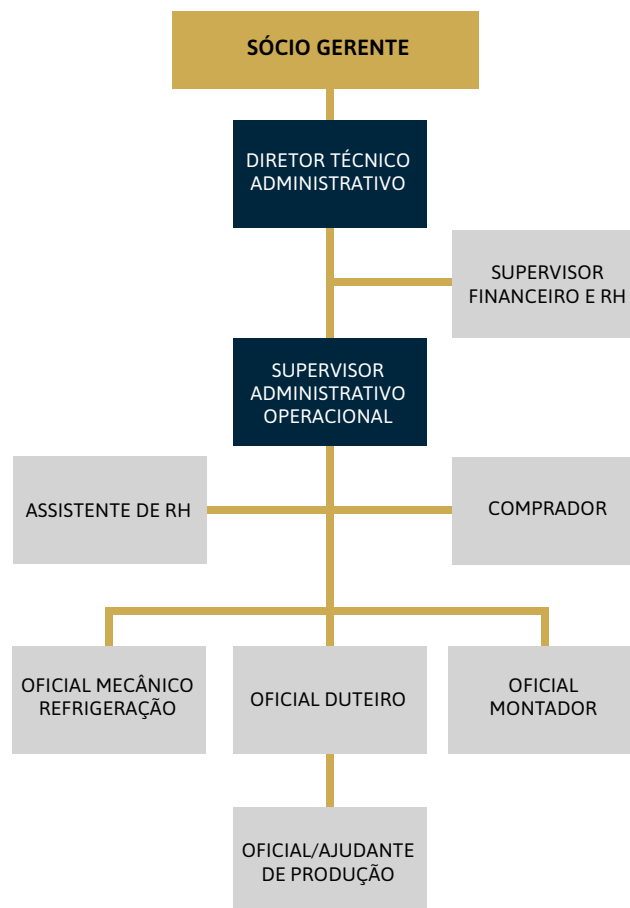 SÓCIO GERENTE
DIRETOR TÉCNICO
ADMINISTRATIVO
SUPERVISOR
FINANCEIRO E RH
SUPERVISOR
ADMINISTRATIVO
OPERACIONAL
ASSISTENTE DE RH
COMPRADOR
OFICIAL MECÂNICO
REFRIGERAÇÃO
OFICIAL DUTEIRO
OFICIAL
MONTADOR
OFICIAL/AJUDANTE
DE PRODUÇÃO